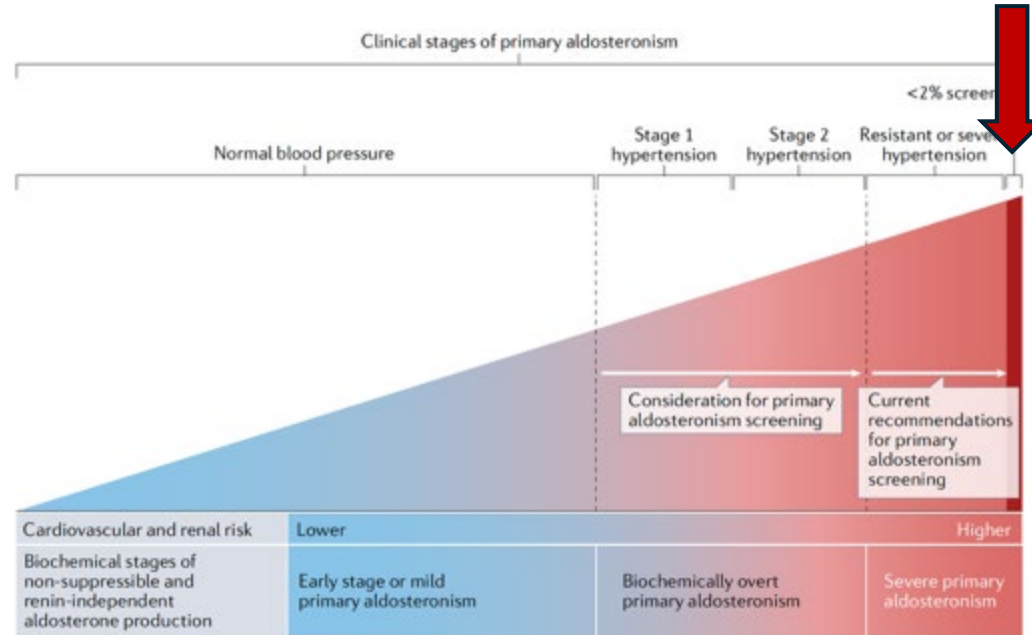 Clinical stages of primary aldosteronism
<2% screen
Normal blood pressure
Stage 1
hypertension
Stage 2
hypertension
Resistant or seve
hypertension
Consideration for primary
aldosteronism screening
Current
recommendations
for primary
aldosteronism
screening
Cardiovascular and renal risk
Lower
Higher
Biochemical stages of
non-suppressible and
renin-independent
aldosterone production
Early stage or mild
primary aldosteronism
Biochemically overt
primary aldosteronism
Severe primary
aldosteronism